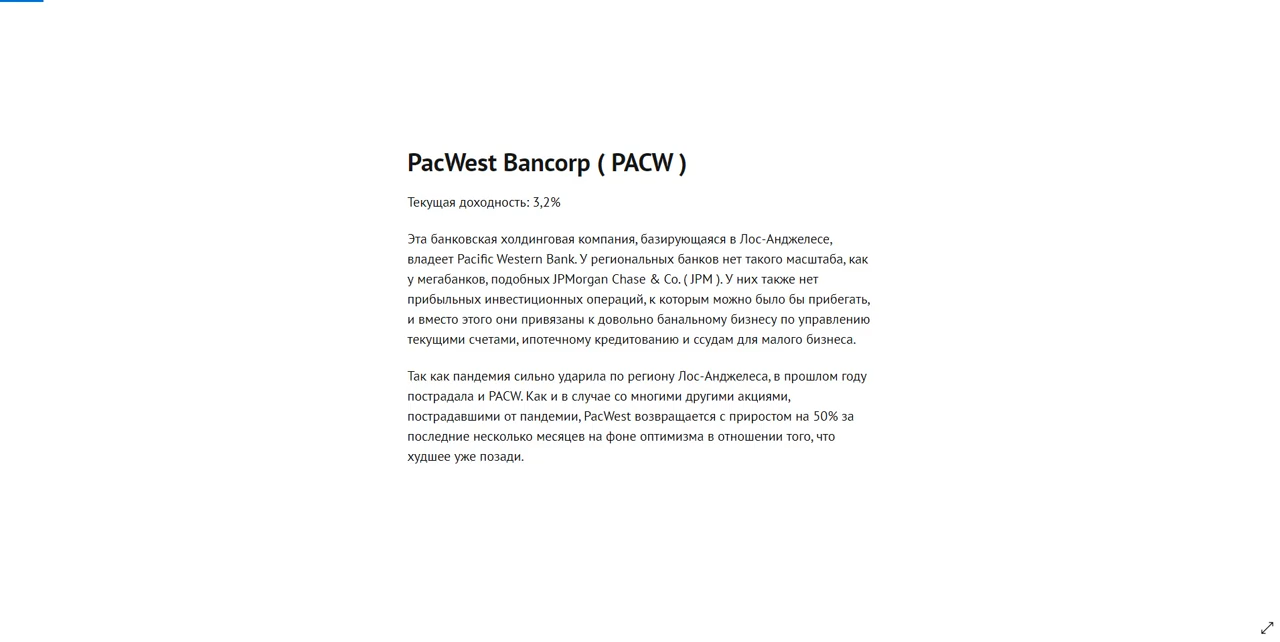 PacWest Bancorp ( PACW )
Текущая доходность: 3,2%
Эта банковская холдинговая компания, базирующаяся в Лос-Анджелесе,
владеет Pacific Western Bank. У региональных банков нет такого масштаба, как
у мегабанков, подобных JPMorgan Chase & Co. ( JPM ). У них также нет
прибыльных инвестиционных операций, к которым можно было бы прибегать,
и вместо этого они привязаны к довольно банальному бизнесу по управлению
текущими счетами, ипотечному кредитованию и ссудам для малого бизнеса.
Так как пандемия сильно ударила по региону Лос-Анджелеса, в прошлом году
пострадала и PACW. Как и в случае со многими другими акциями,
пострадавшими от пандемии, PacWest возвращается с приростом на 50% за
последние несколько месяцев на фоне оптимизма в отношении того, что
худшее уже позади.